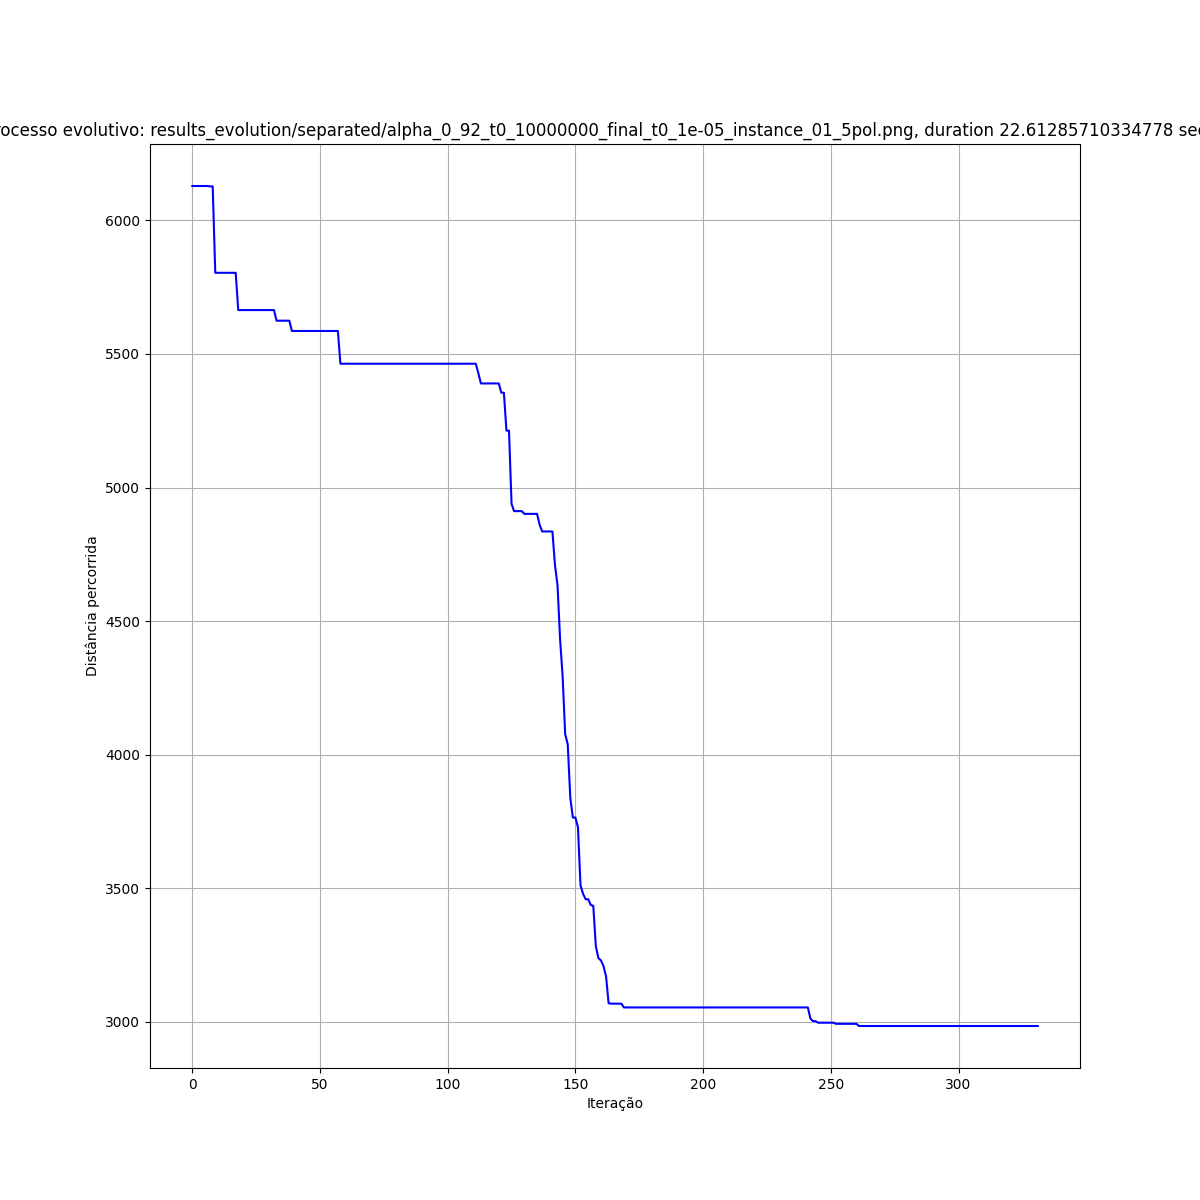 ocesso evolutivo: results_evolution/separated/alpha_0_92_t0_10000000_final_t0_1e-05_instance_01_5pol.png, duration 22.61285710334778 sec
6000
5500
5000
4500
4000
3500
3000
Distância percorrida
0 50 100 150 200 250 300
Iteração